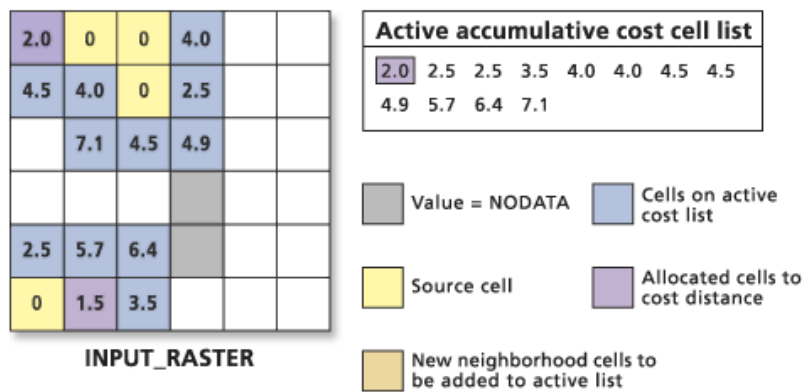 2.0 0 0 4.0
4.5 4.0 0 2.5
7.1 4.5 4.9
2.5 5.7 6.4
0 1.5 3.5
INPUT_RASTER
Active accumulative cost cell list
2.0 2.5 2.5 3.5 4.0 4.0 4.5 4.5
4.9 5.7 6.4 7.1
Value = NODATA
Cells on active
cost list
Source cell
Allocated cells to
cost distance
New neighborhood cells to
be added to active list